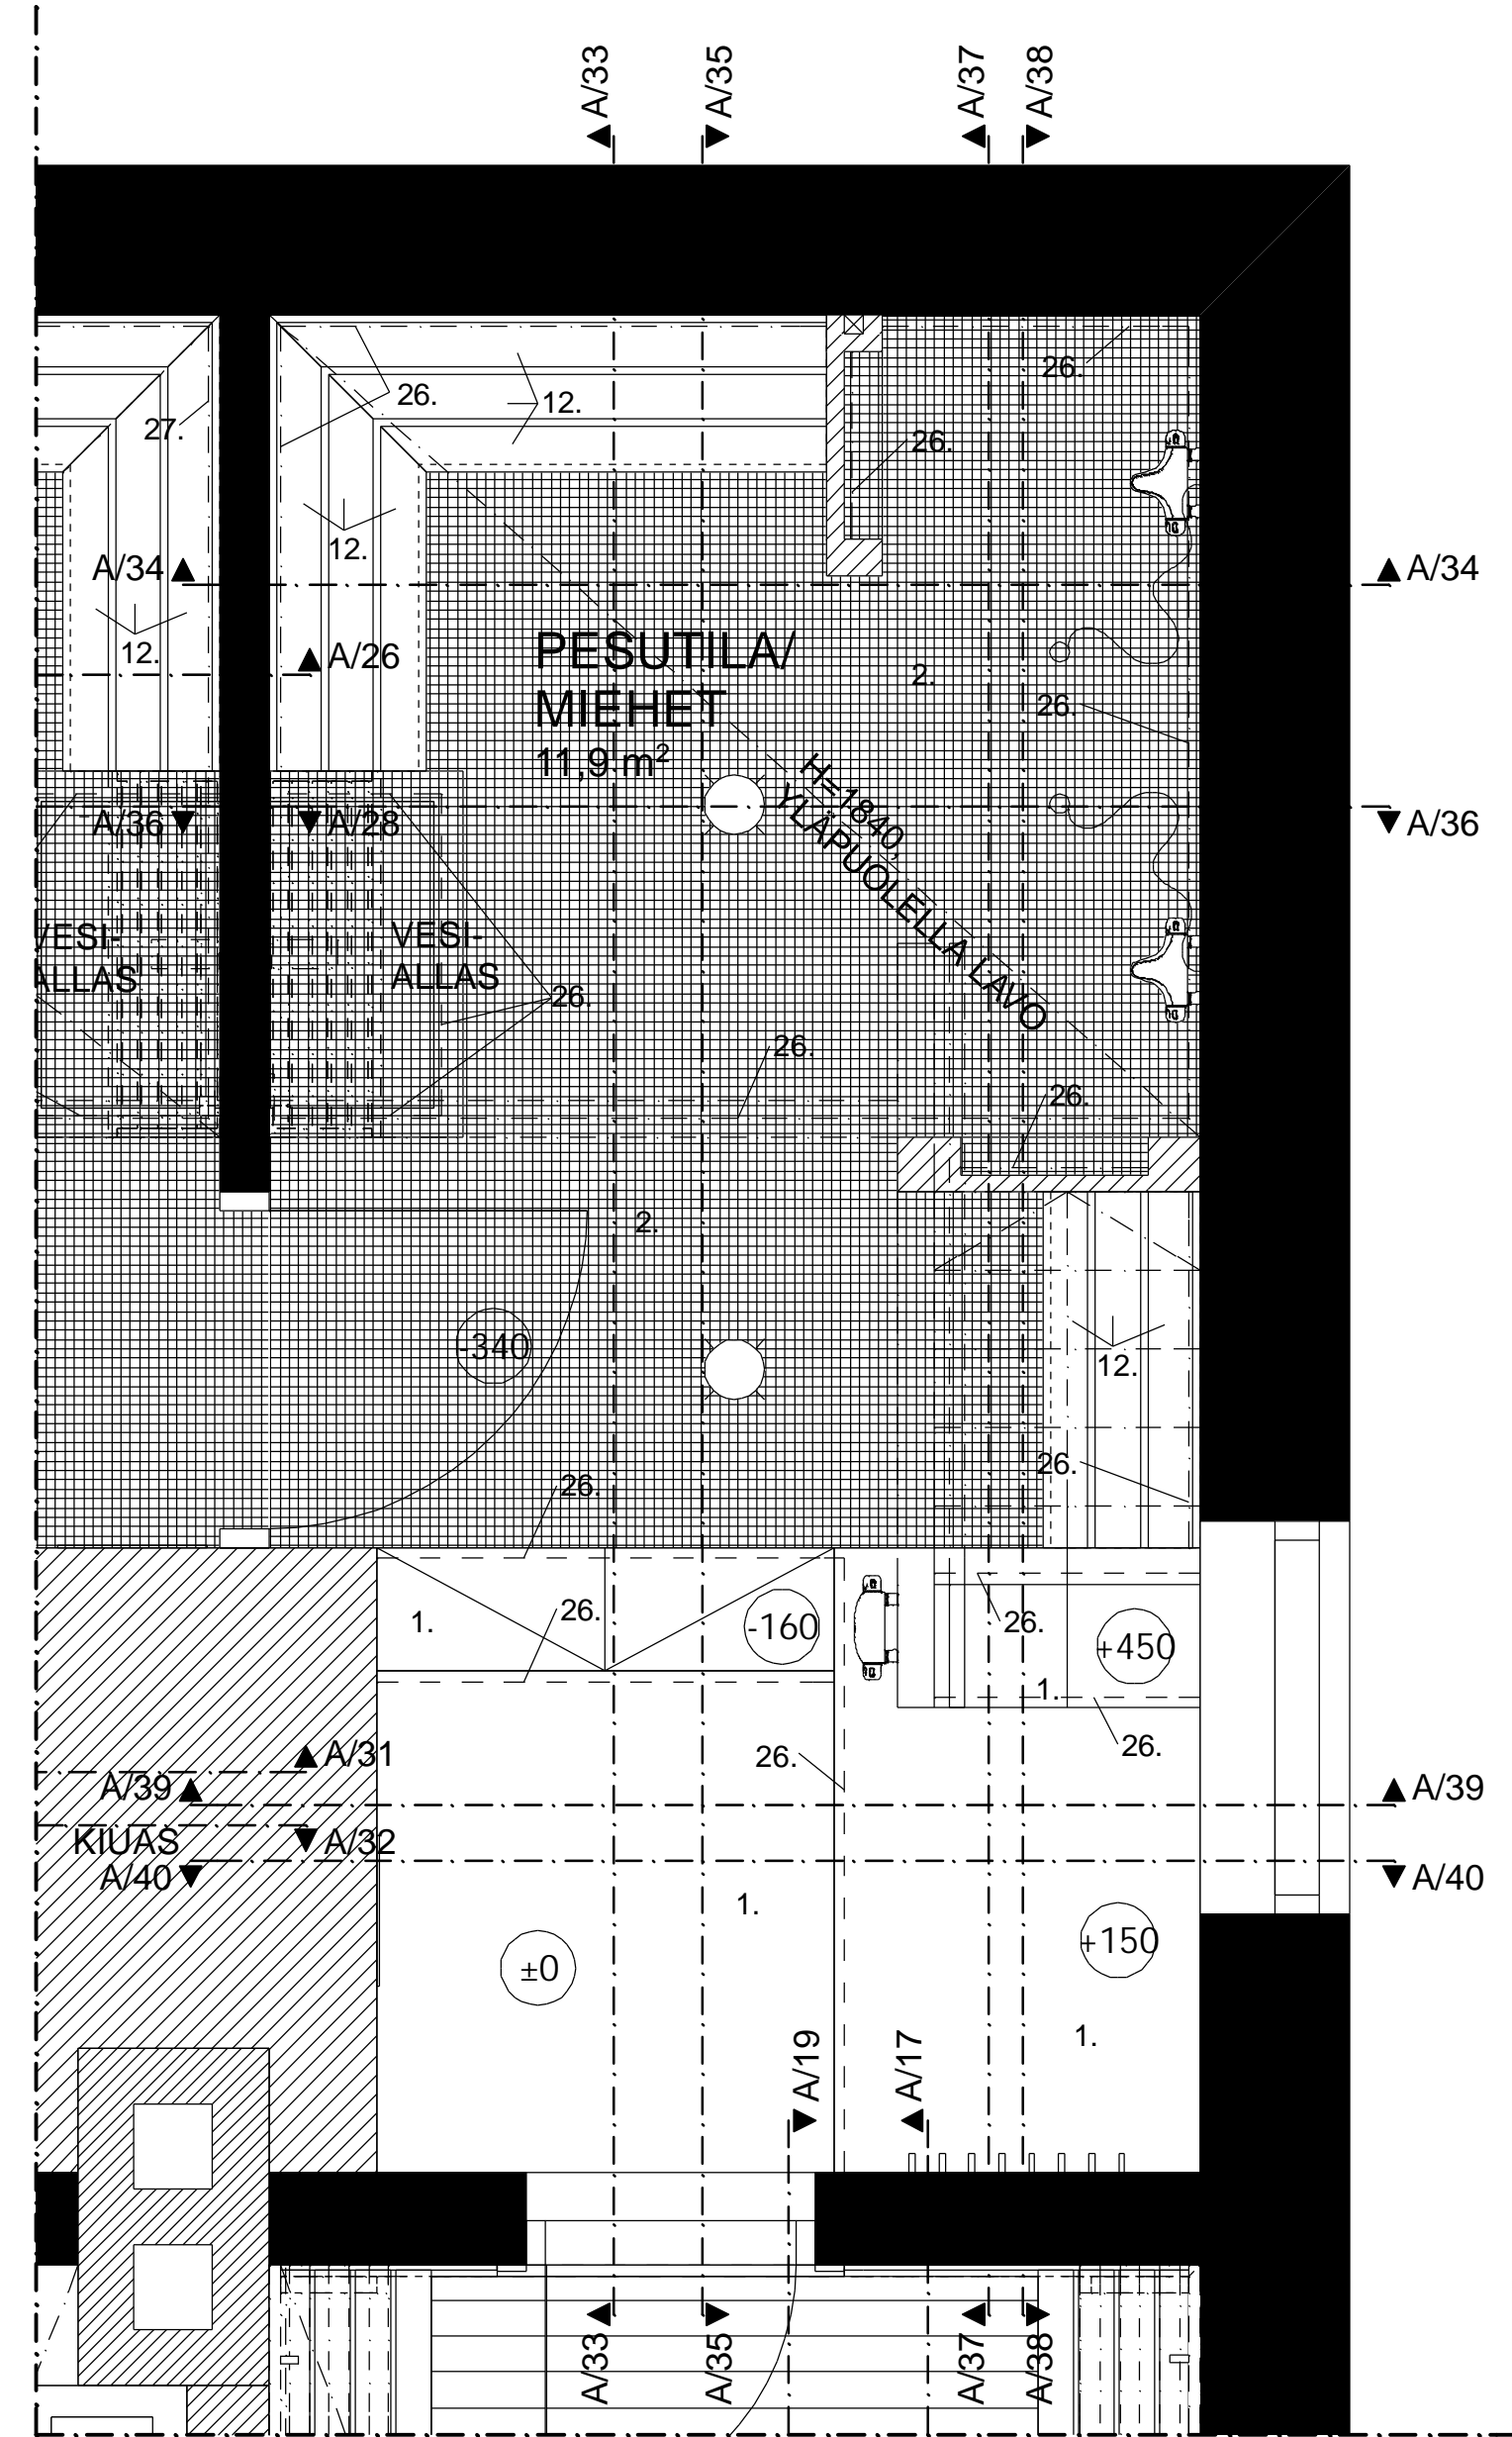 A/33
A/35
A/37
A/38
26.
26.
12.
27.
26.
12.
A/34
A/34
12.
A/26
PESUTILA/
MIEHET
11,9 m²
2.
26.
H=1840,
YLÄPUOLELLA LAVO
A/36
A/28
A/36
VESI-
ALLAS
VESI-
ALLAS
26.
26.
26.
2.
-340
12.
26.
26.
1.
26.
-160
26.
+450
1.
26.
26.
A/31
A/39
A/39
KIUAS
A/32
A/40
A/40
1.
±0
+150
1.
A/19
A/17
A/33
A/35
A/37
A/38